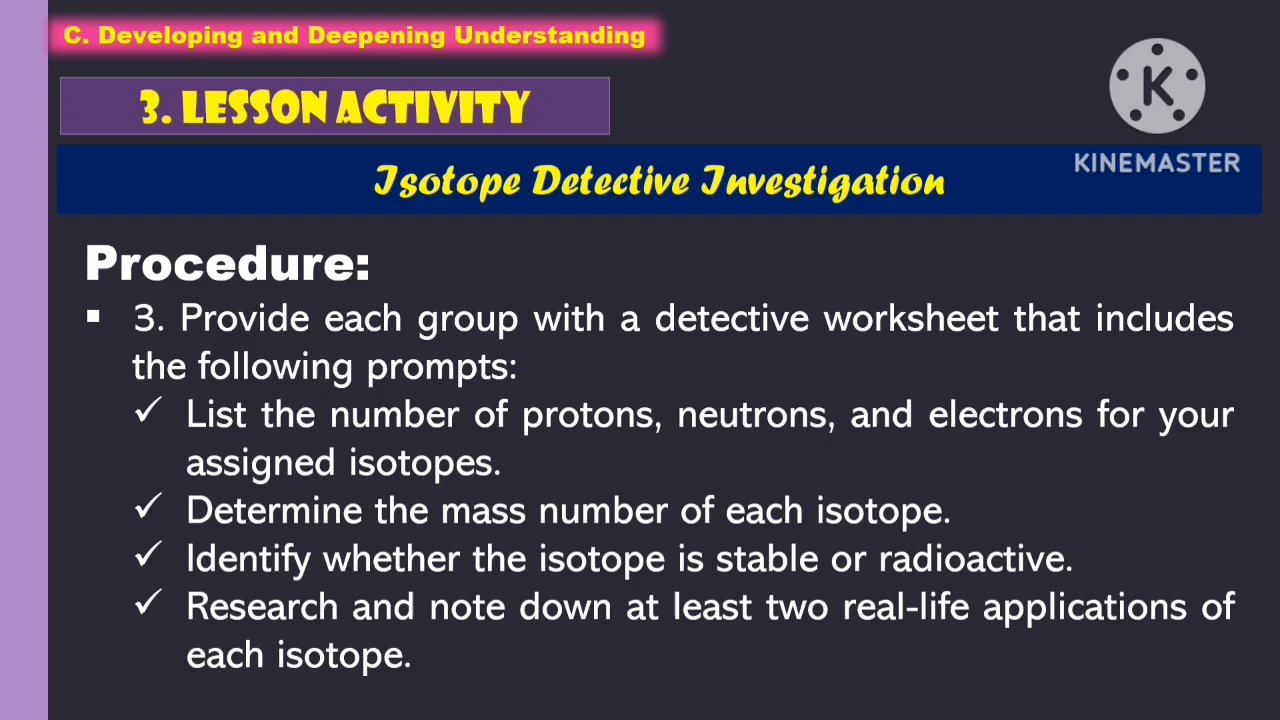 C. Developing and Deepening Understanding
3. LESSON ACTIVITY
K
KINEMASTER
Isotope Detective Investigation
Procedure:
▪ 3. Provide each group with a detective worksheet that includes
the following prompts:
✓ List the number of protons, neutrons, and electrons for your
assigned isotopes.
✓ Determine the mass number of each isotope.
✓ Identify whether the isotope is stable or radioactive.
✓ Research and note down at least two real-life applications of
each isotope.